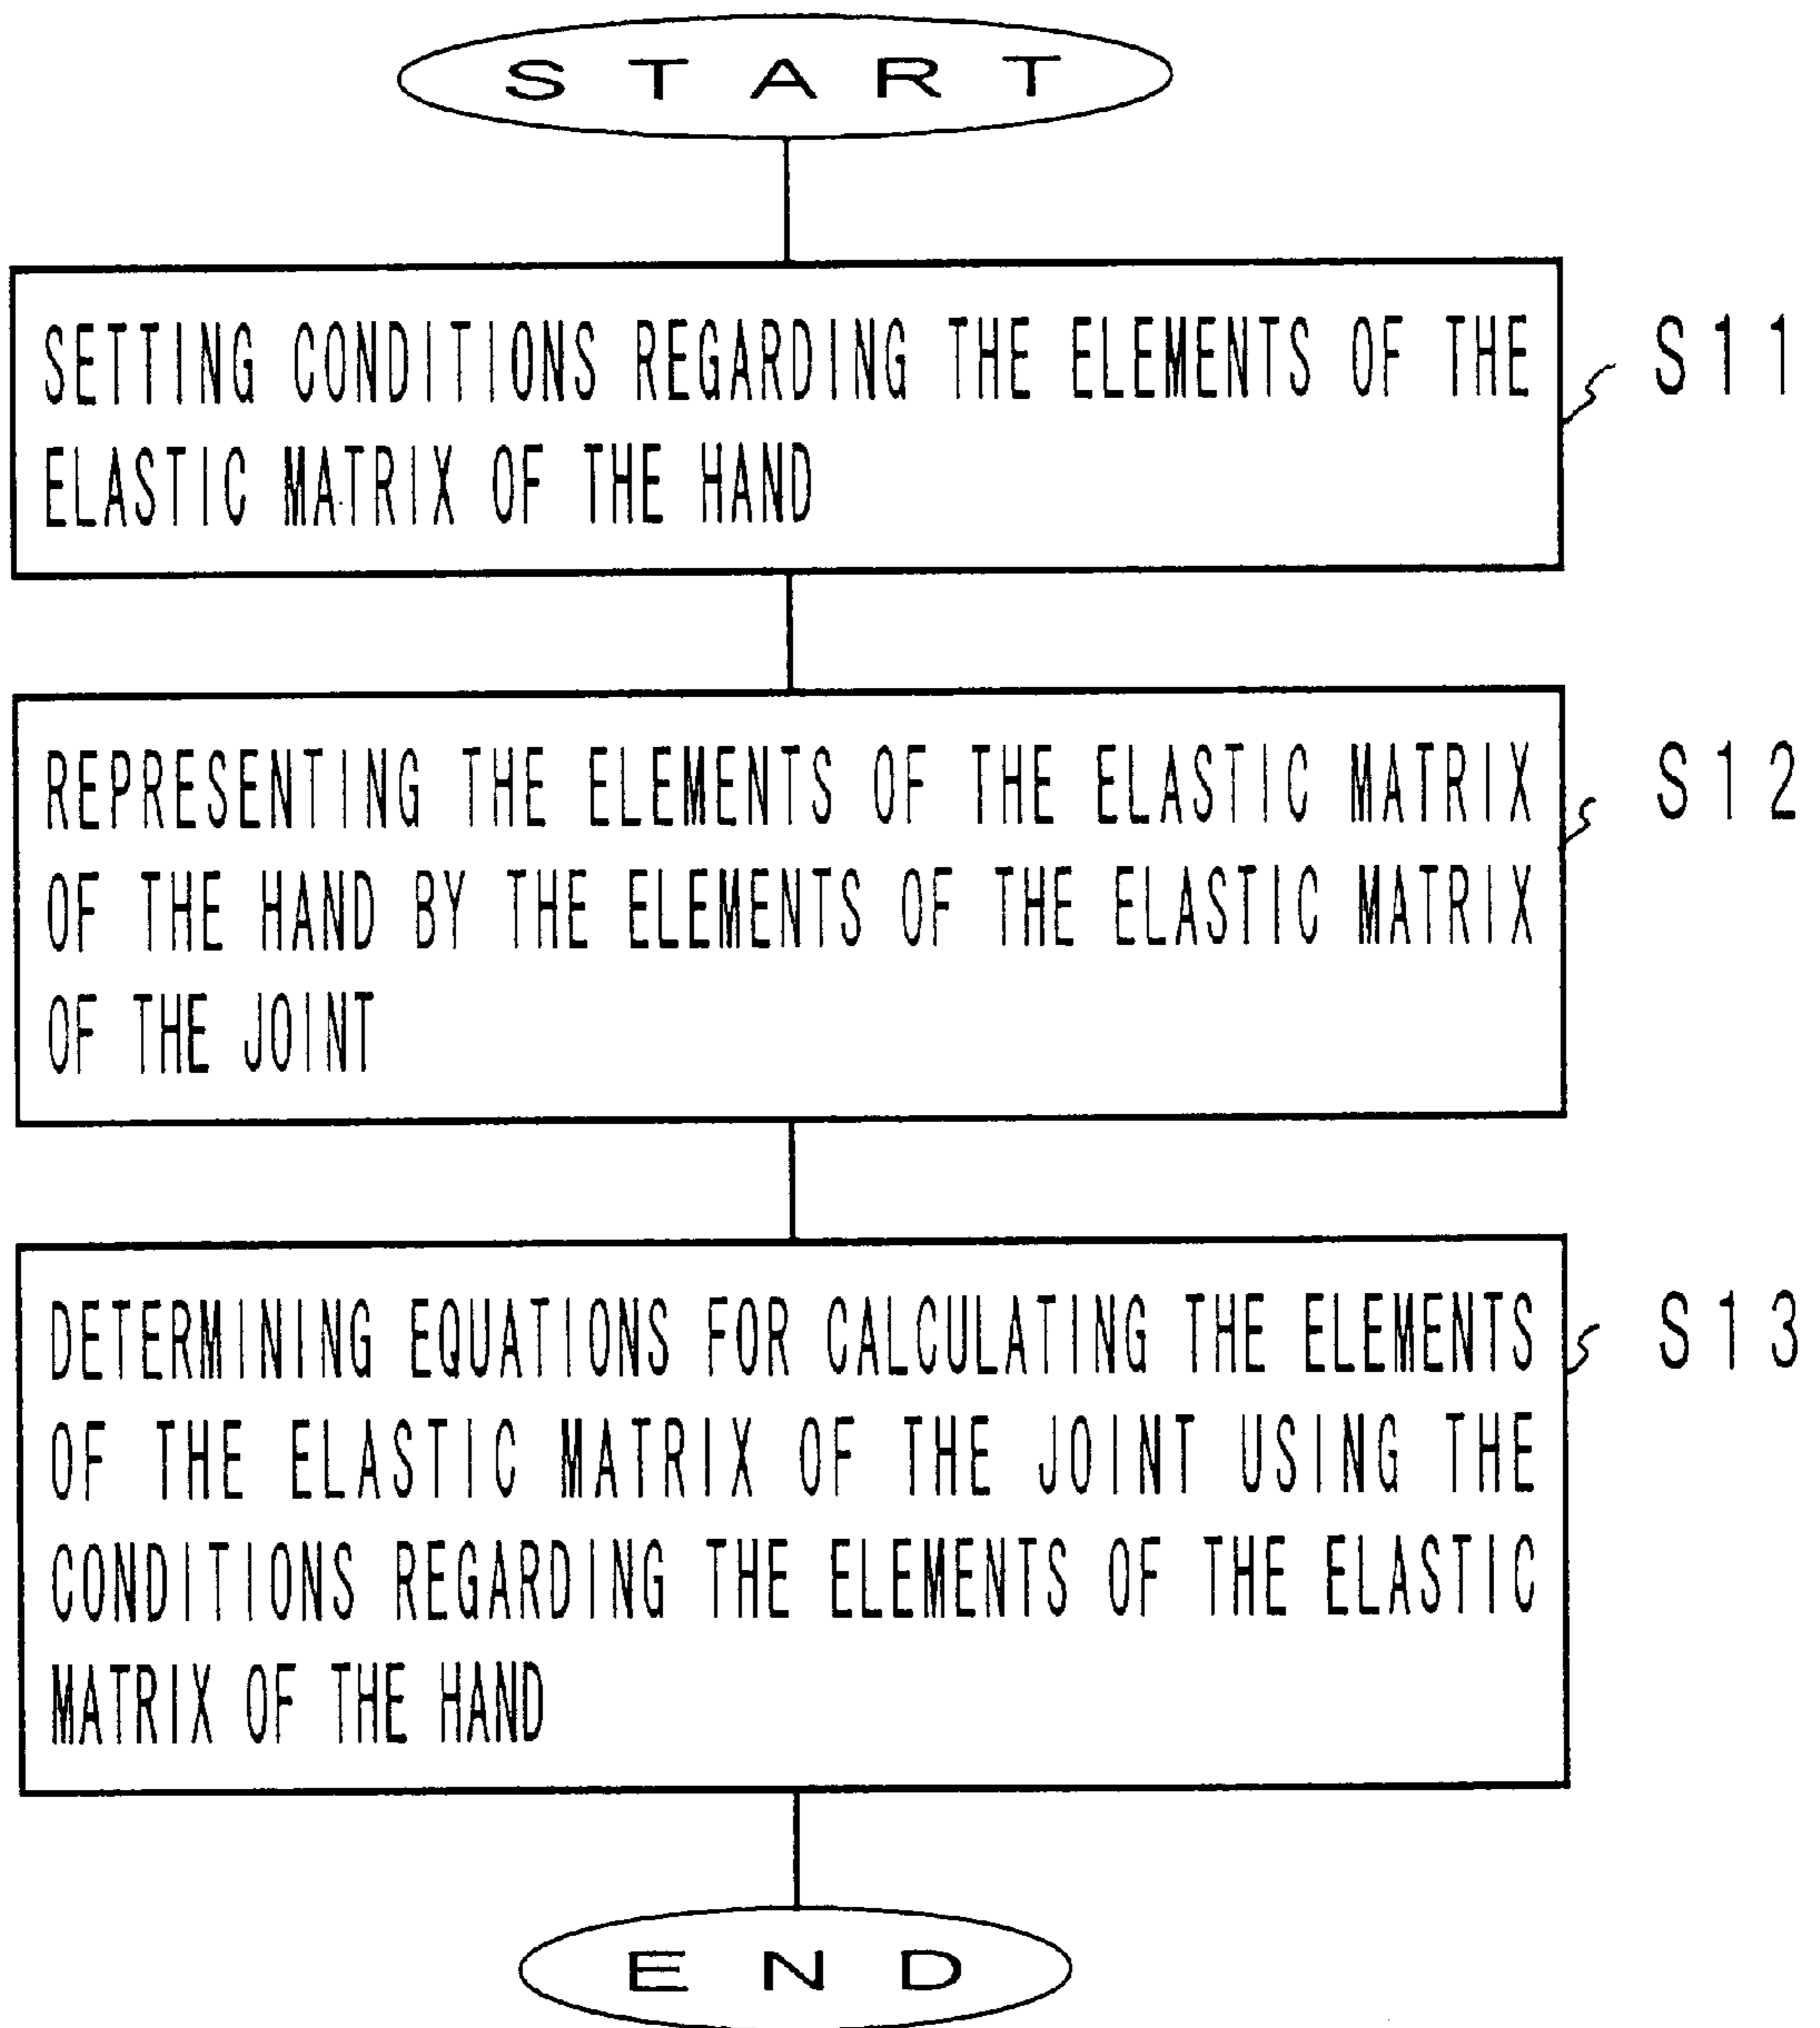 START
SETTING CONDITIONS REGARDING THE ELEMENTS OF THE
ELASTIC MATRIX OF THE HAND
S11
REPRESENTING THE ELEMENTS OF THE ELASTIC MATRIX
OF THE HAND BY THE ELEMENTS OF THE ELASTIC MATRIX
OF THE JOINT
S12
DETERMINING EQUATIONS FOR CALCULATING THE ELEMENTS
OF THE ELASTIC MATRIX OF THE JOINT USING THE
CONDITIONS REGARDING THE ELEMENTS OF THE ELASTIC
MATRIX OF THE HAND
S13
END